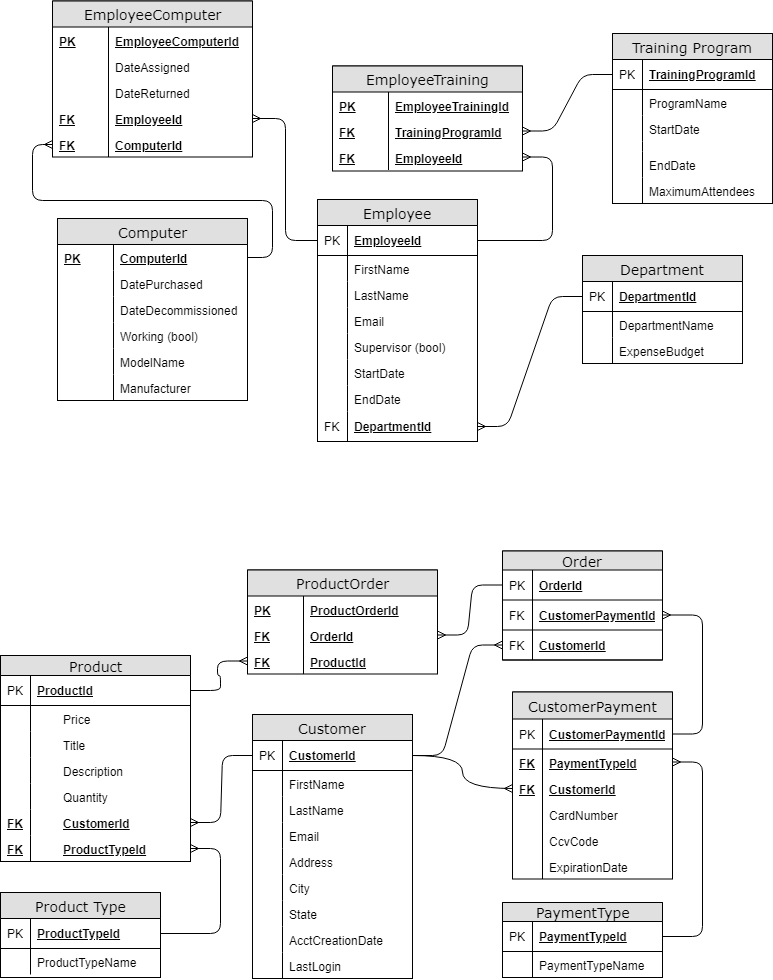 EmployeeComputer
PK EmployeeComputerId
DateAssigned
DateReturned
FK EmployeeId
FK ComputerId
EmployeeTraining
PK EmployeeTrainingId
FK TrainingProgramId
FK EmployeeId
Training Program
PK TrainingProgramId
ProgramName
StartDate
EndDate
MaximumAttendees
Computer
PK ComputerId
DatePurchased
DateDecommissioned
Working (bool)
ModelName
Manufacturer
Employee
PK EmployeeId
FirstName
LastName
Email
Supervisor (bool)
StartDate
EndDate
FK DepartmentId
Department
PK DepartmentId
DepartmentName
ExpenseBudget
ProductOrder
PK ProductOrderId
FK OrderId
FK ProductId
Order
PK OrderId
FK CustomerPaymentId
FK CustomerId
Product
PK ProductId
Price
Title
Description
Quantity
FK CustomerId
FK ProductTypeId
Customer
PK CustomerId
FirstName
LastName
Email
Address
City
State
AcctCreationDate
LastLogin
CustomerPayment
PK CustomerPaymentId
FK PaymentTypeId
FK CustomerId
CardNumber
CcvCode
ExpirationDate
Product Type
PK ProductTypeId
ProductTypeName
PaymentType
PK PaymentTypeId
PaymentTypeName